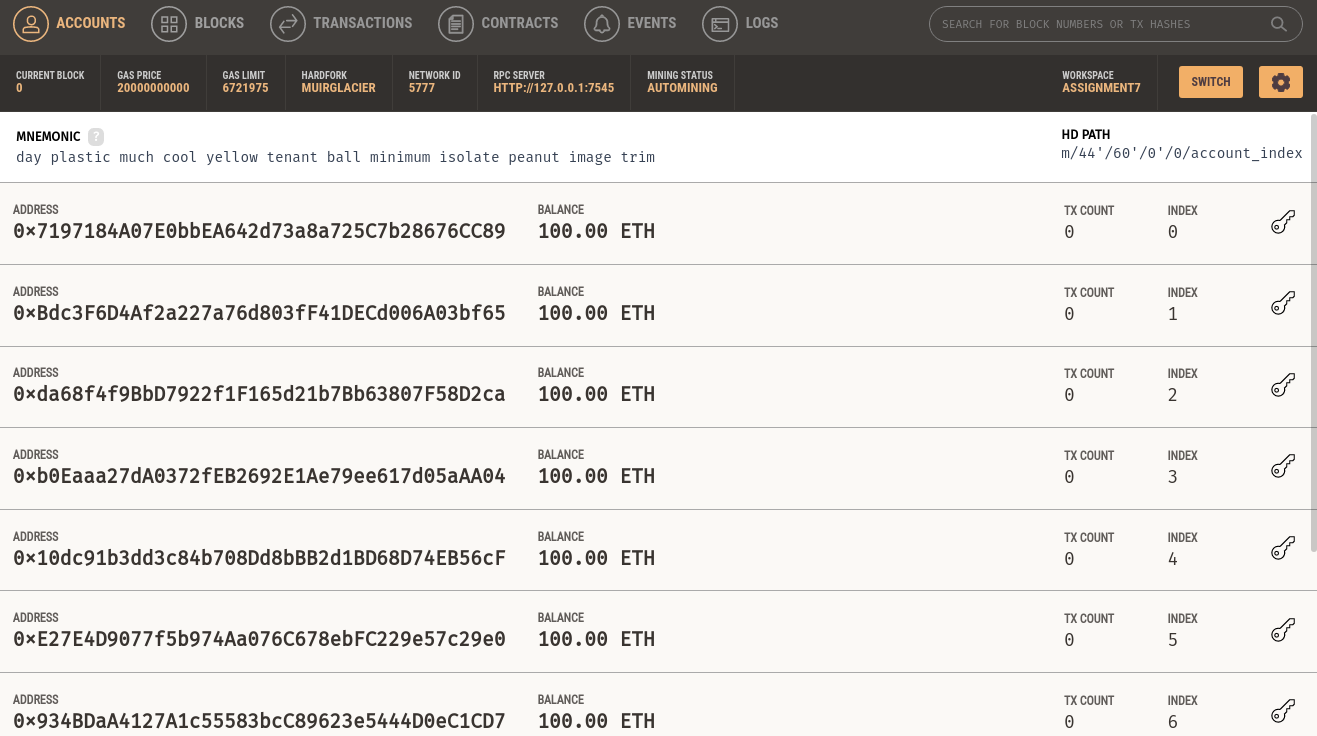 ACCOUNTS BLOCKS TRANSACTIONS CONTRACTS EVENTS LOGS SEARCH FOR BLOCK NUMBERS OR TX HASHES
CURRENT BLOCK GAS PRICE GAS LIMIT HARDFORK NETWORK ID RPC SERVER MINING STATUS WORKSPACE
0 20000000000 6721975 MUIRGLACIER 5777 HTTP://127.0.0.1:7545 AUTOMINING ASSIGNMENT7 SWITCH
MNEMONIC ? HD PATH
day plastic much cool yellow tenant ball minimum isolate peanut image trim m/44'/60'/0'/0/account_index
ADDRESS BALANCE TX COUNT INDEX
0×7197184A07E0bbEA642d73a8a725C7b28676CC89 100.00 ETH 0 0
ADDRESS BALANCE TX COUNT INDEX
0×Bdc3F6D4Af2a227a76d803fF41DECd006A03bf65 100.00 ETH 0 1
ADDRESS BALANCE TX COUNT INDEX
0×da68f4f9BbD7922f1F165d21b7Bb63807F58D2ca 100.00 ETH 0 2
ADDRESS BALANCE TX COUNT INDEX
0×b0Eaaa27dA0372fEB2692E1Ae79ee617d05aAA04 100.00 ETH 0 3
ADDRESS BALANCE TX COUNT INDEX
0×10dc91b3dd3c84b708Dd8bBB2d1BD68D74EB56cF 100.00 ETH 0 4
ADDRESS BALANCE TX COUNT INDEX
0×E27E4D9077f5b974Aa076C678ebFC229e57c29e0 100.00 ETH 0 5
ADDRESS BALANCE TX COUNT INDEX
0×934BDaA4127A1c55583bcC89623e5444D0eC1CD7 100.00 ETH 0 6